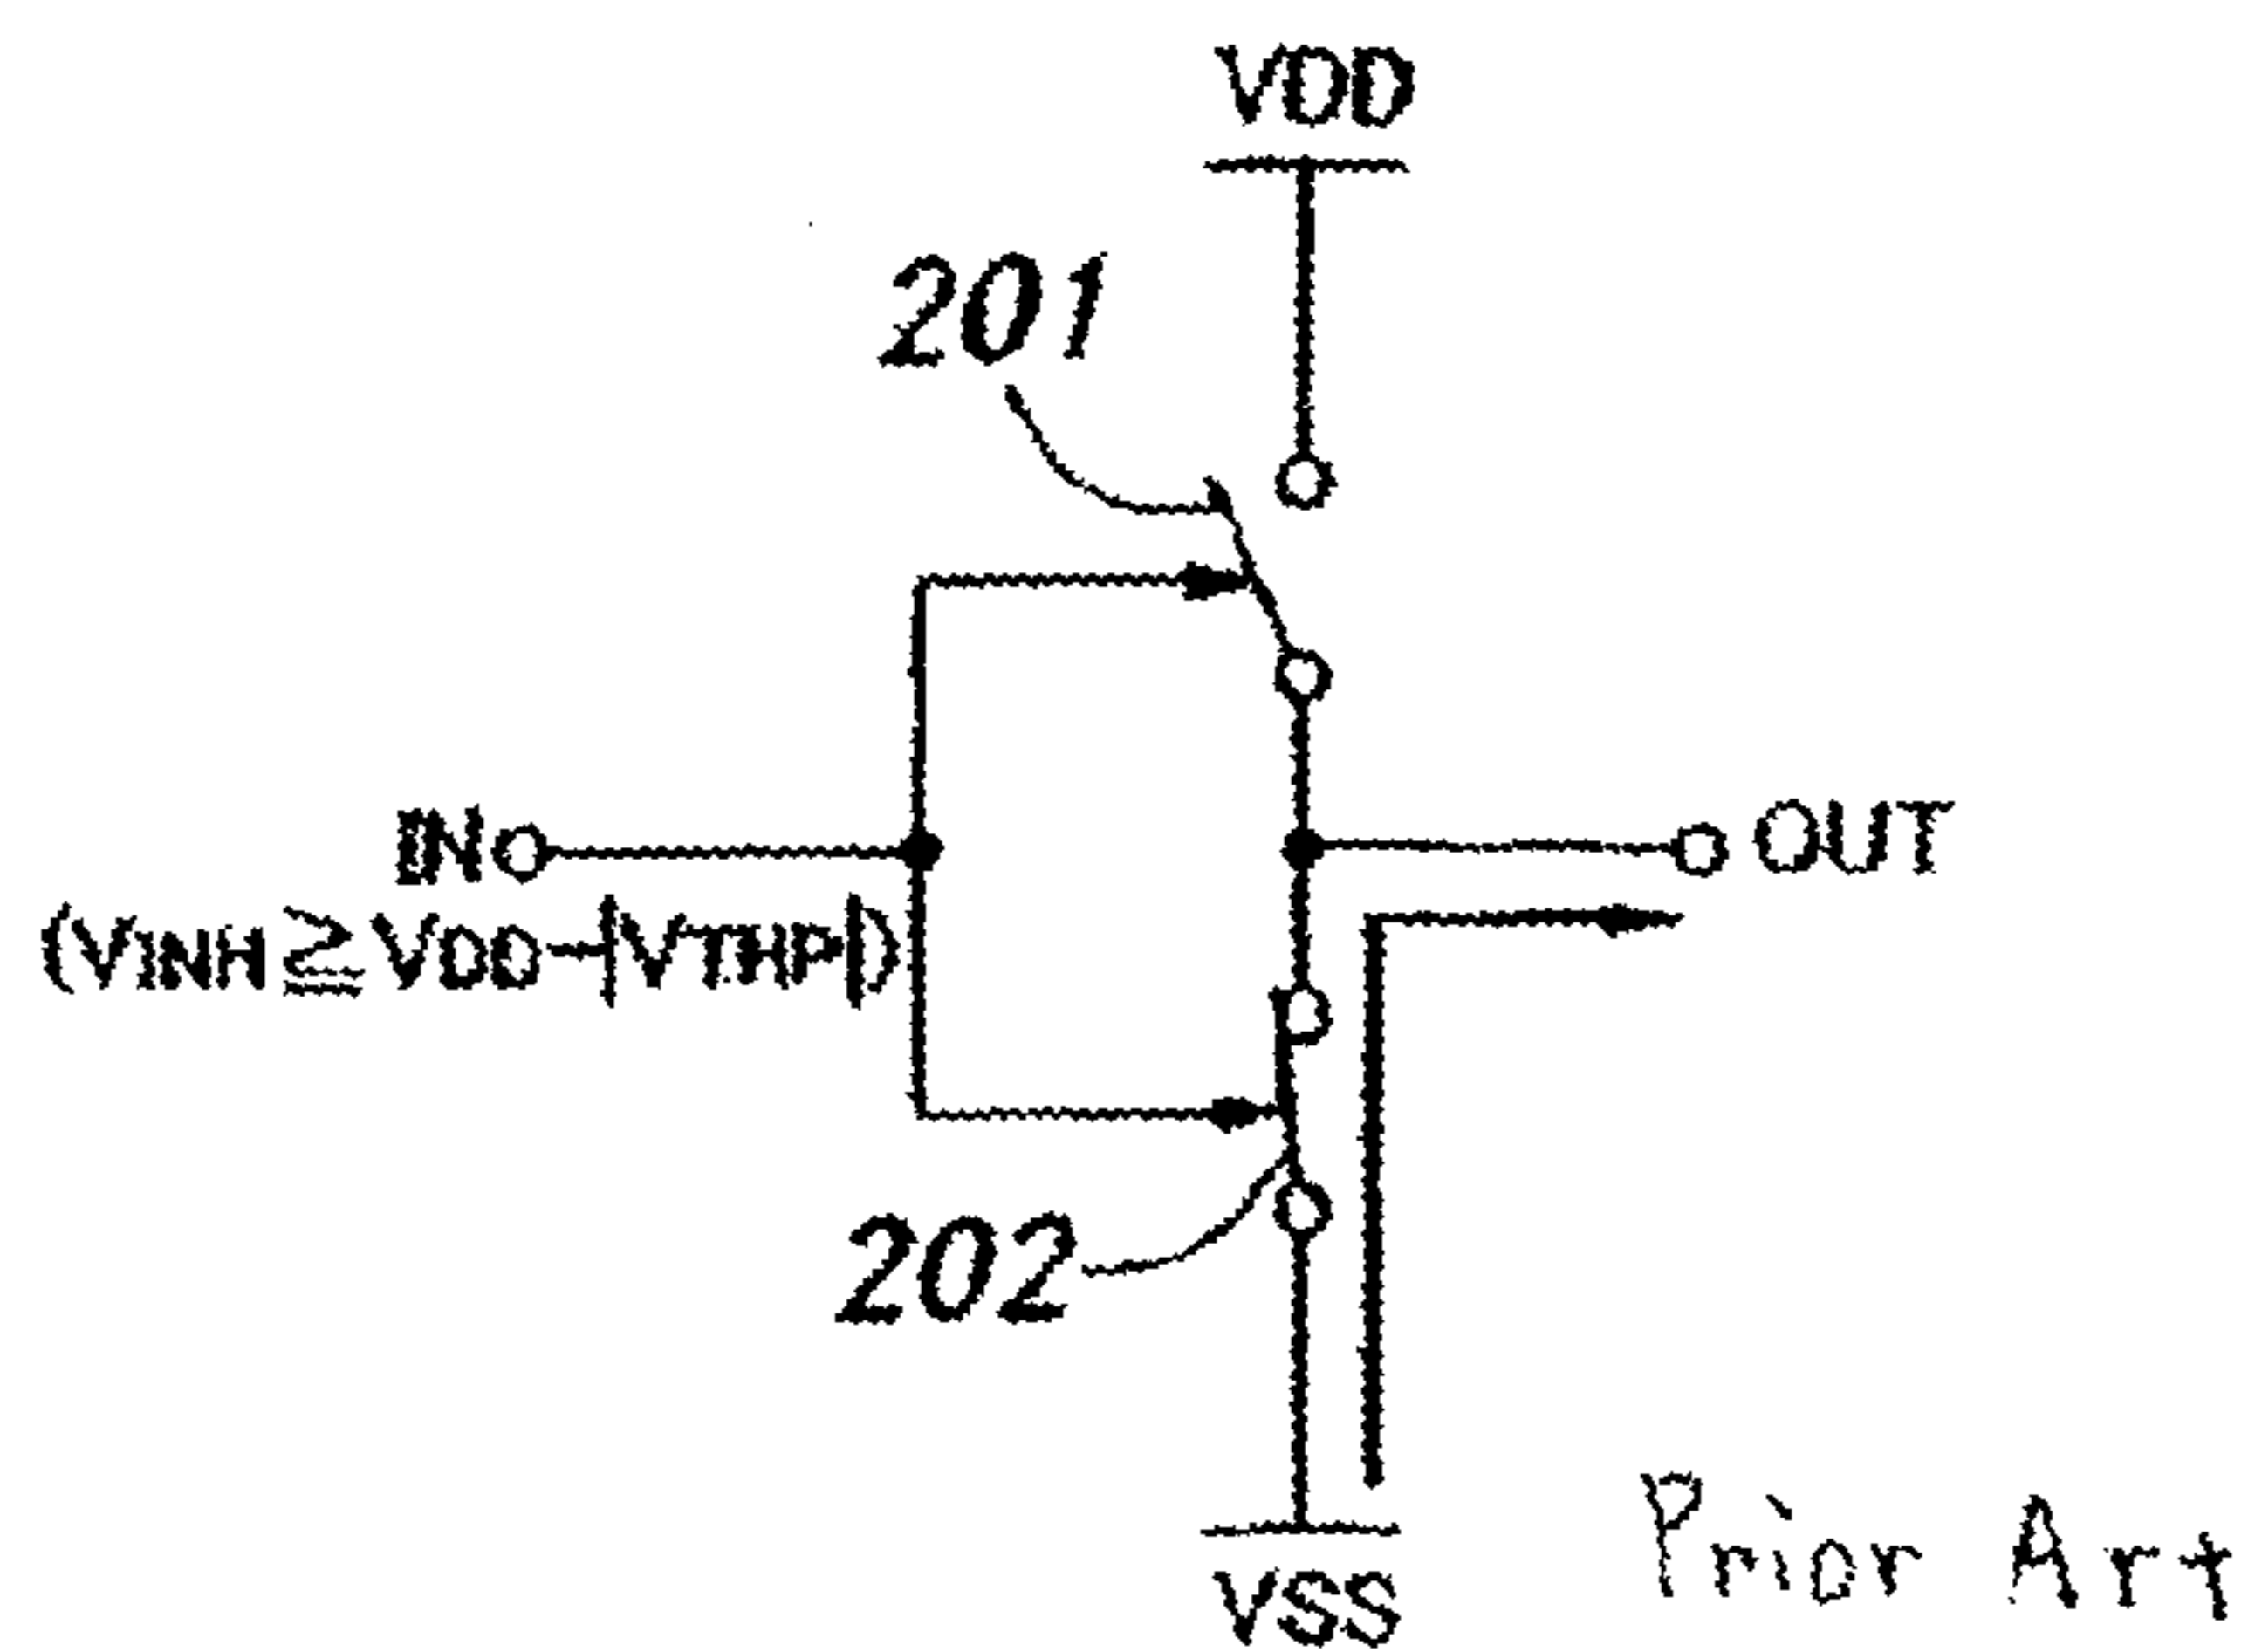 VDD
201
IN
OUT
(VINH≧VDD-|VTHP|)
202
VSS
Prior Art